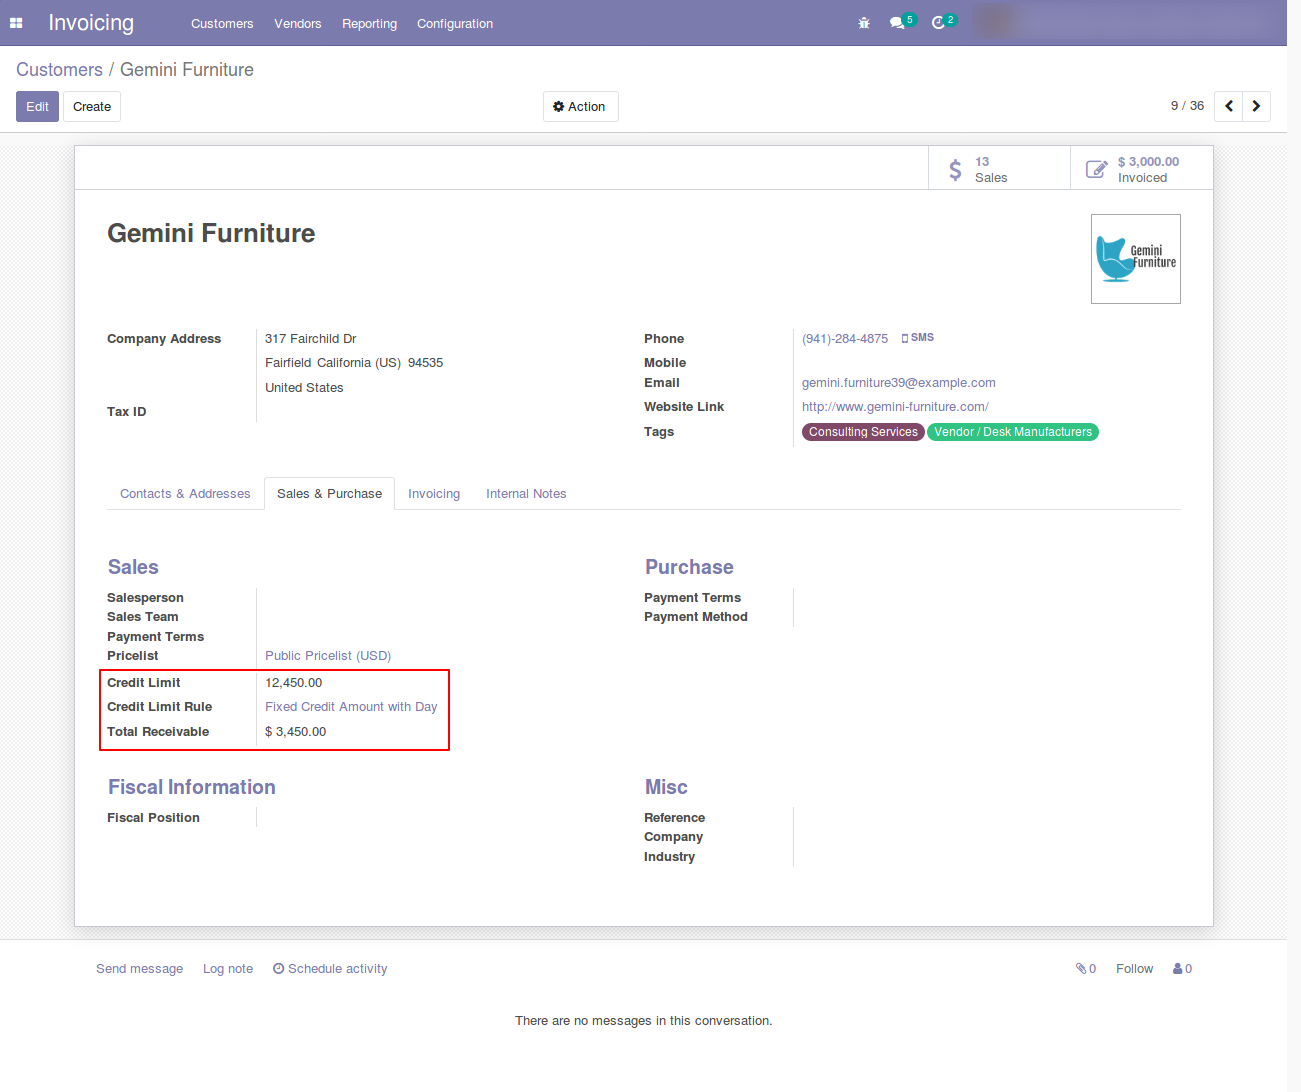 Invoicing Customers Vendors Reporting Configuration 5 2
Customers / Gemini Furniture
Edit Create Action 9 / 36
13 Sales
$ 3,000.00 Invoiced
Gemini Furniture
Gemini
Furniture
Company Address 317 Fairchild Dr
Fairfield California (US) 94535
United States
Tax ID
Phone (941)-284-4875 SMS
Mobile
Email gemini.furniture39@example.com
Website Link http://www.gemini-furniture.com/
Tags Consulting Services Vendor / Desk Manufacturers
Contacts & Addresses Sales & Purchase Invoicing Internal Notes
Sales
Salesperson
Sales Team
Payment Terms
Pricelist Public Pricelist (USD)
Credit Limit 12,450.00
Credit Limit Rule Fixed Credit Amount with Day
Total Receivable $ 3,450.00
Purchase
Payment Terms
Payment Method
Fiscal Information
Fiscal Position
Misc
Reference
Company
Industry
Send message Log note Schedule activity 0 Follow 0
There are no messages in this conversation.